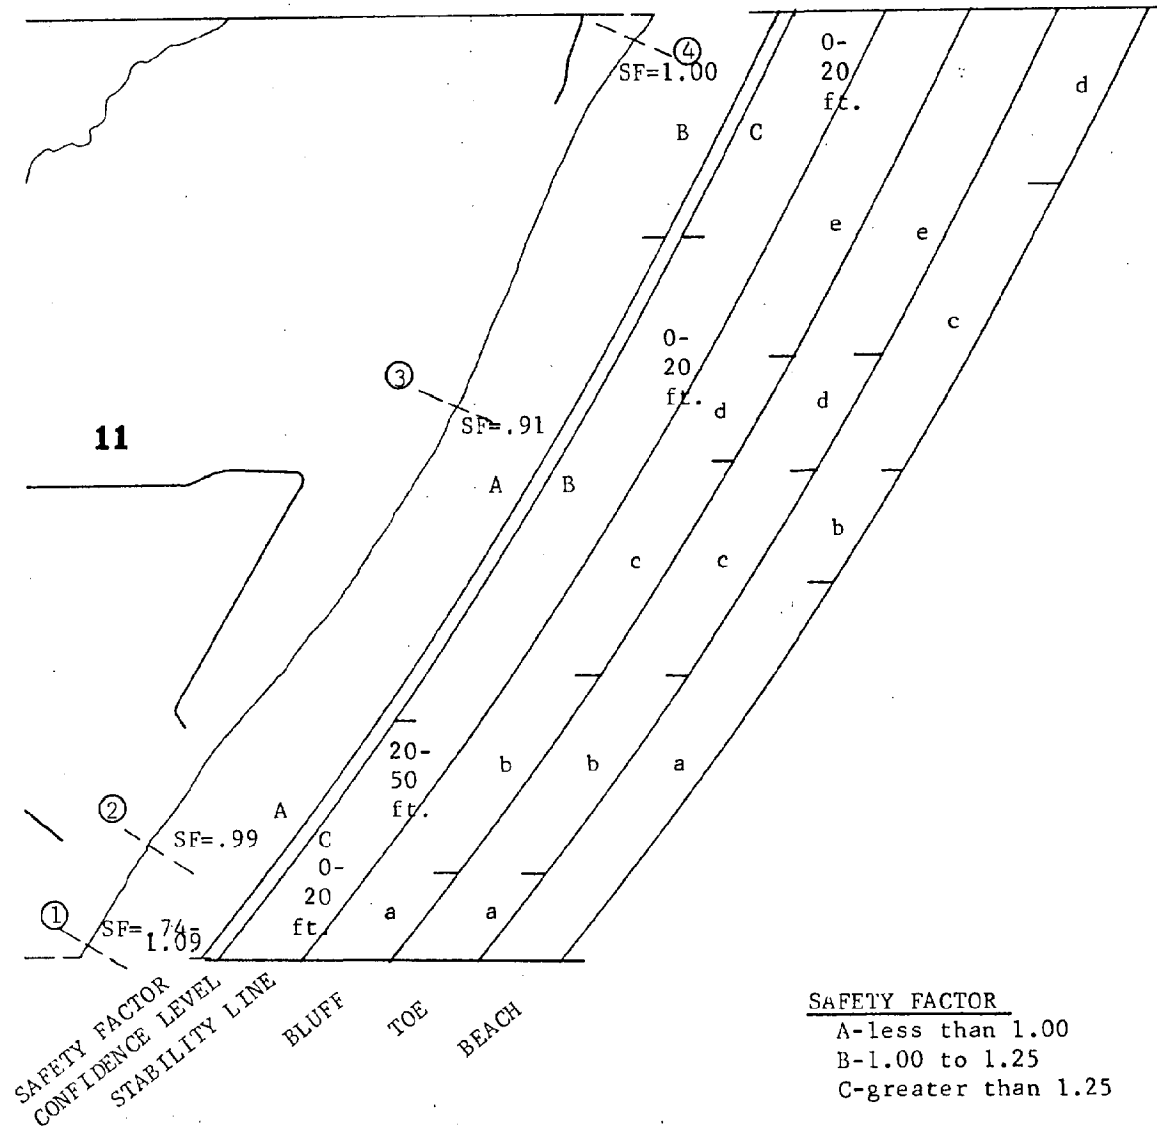 ④
SF=1.00
0-
20
ft.
d
B
C
e
e
c
0-
20
ft.
③
SF=.91
d
d
11
A
B
b
c
c
20-
50
ft.
b
b
a
②
A
SF=.99
C
0-
20
ft.
①
SF=.74-
1.09
a
a
SAFETY FACTOR
CONFIDENCE LEVEL
STABILITY LINE
BLUFF
TOE
BEACH
SAFETY FACTOR
A-less than 1.00
B-1.00 to 1.25
C-greater than 1.25